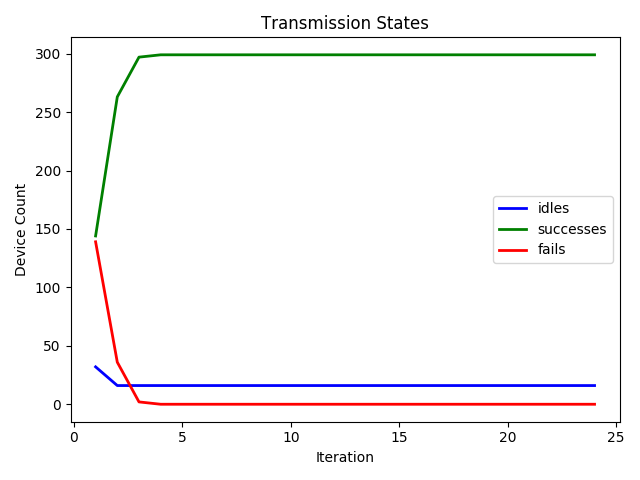 Transmission States
Device Count
300
250
200
150
100
50
0
idles
successes
fails
0 5 10 15 20 25
Iteration